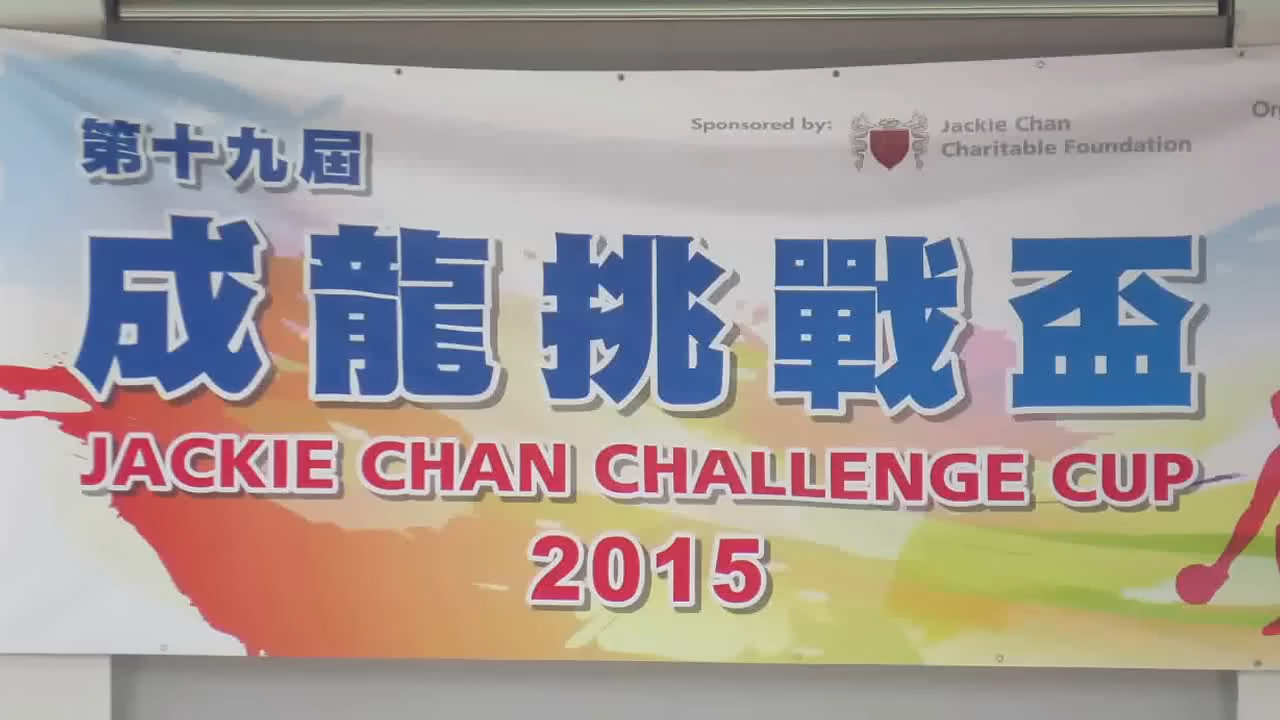 第十九屆
Sponsored by:
Jackie Chan
Charitable Foundation
成龍挑戰盃
JACKIE CHAN CHALLENGE CUP
2015